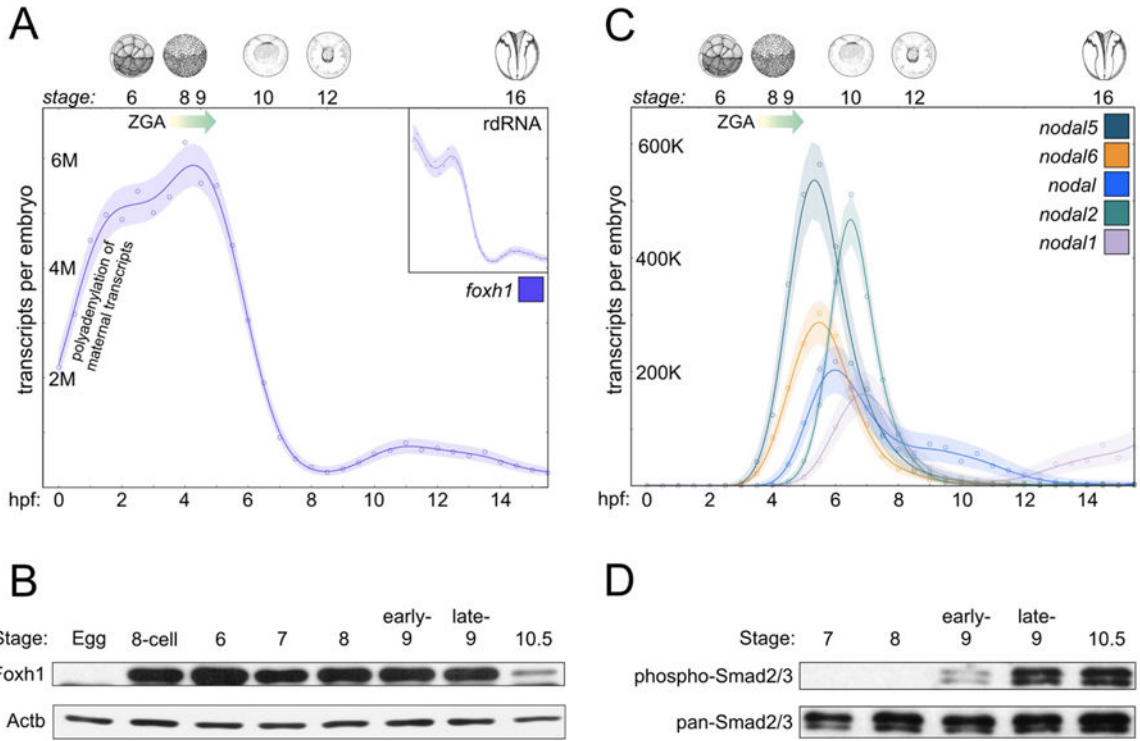 A
stage: 6 8 9 10 12 16
ZGA
rdRNA
6M
4M
2M
transcripts per embryo
polyadenylation of
maternal transcripts
foxh1
hpf: 0 2 4 6 8 10 12 14
C
stage: 6 8 9 10 12 16
ZGA
600K
400K
200K
transcripts per embryo
nodal5
nodal6
nodal
nodal2
nodal1
hpf: 0 2 4 6 8 10 12 14
B
Stage: Egg 8-cell 6 7 8 early-9 late-9 10.5
Foxh1
Actb
D
Stage: 7 8 early-9 late-9 10.5
phospho-Smad2/3
pan-Smad2/3